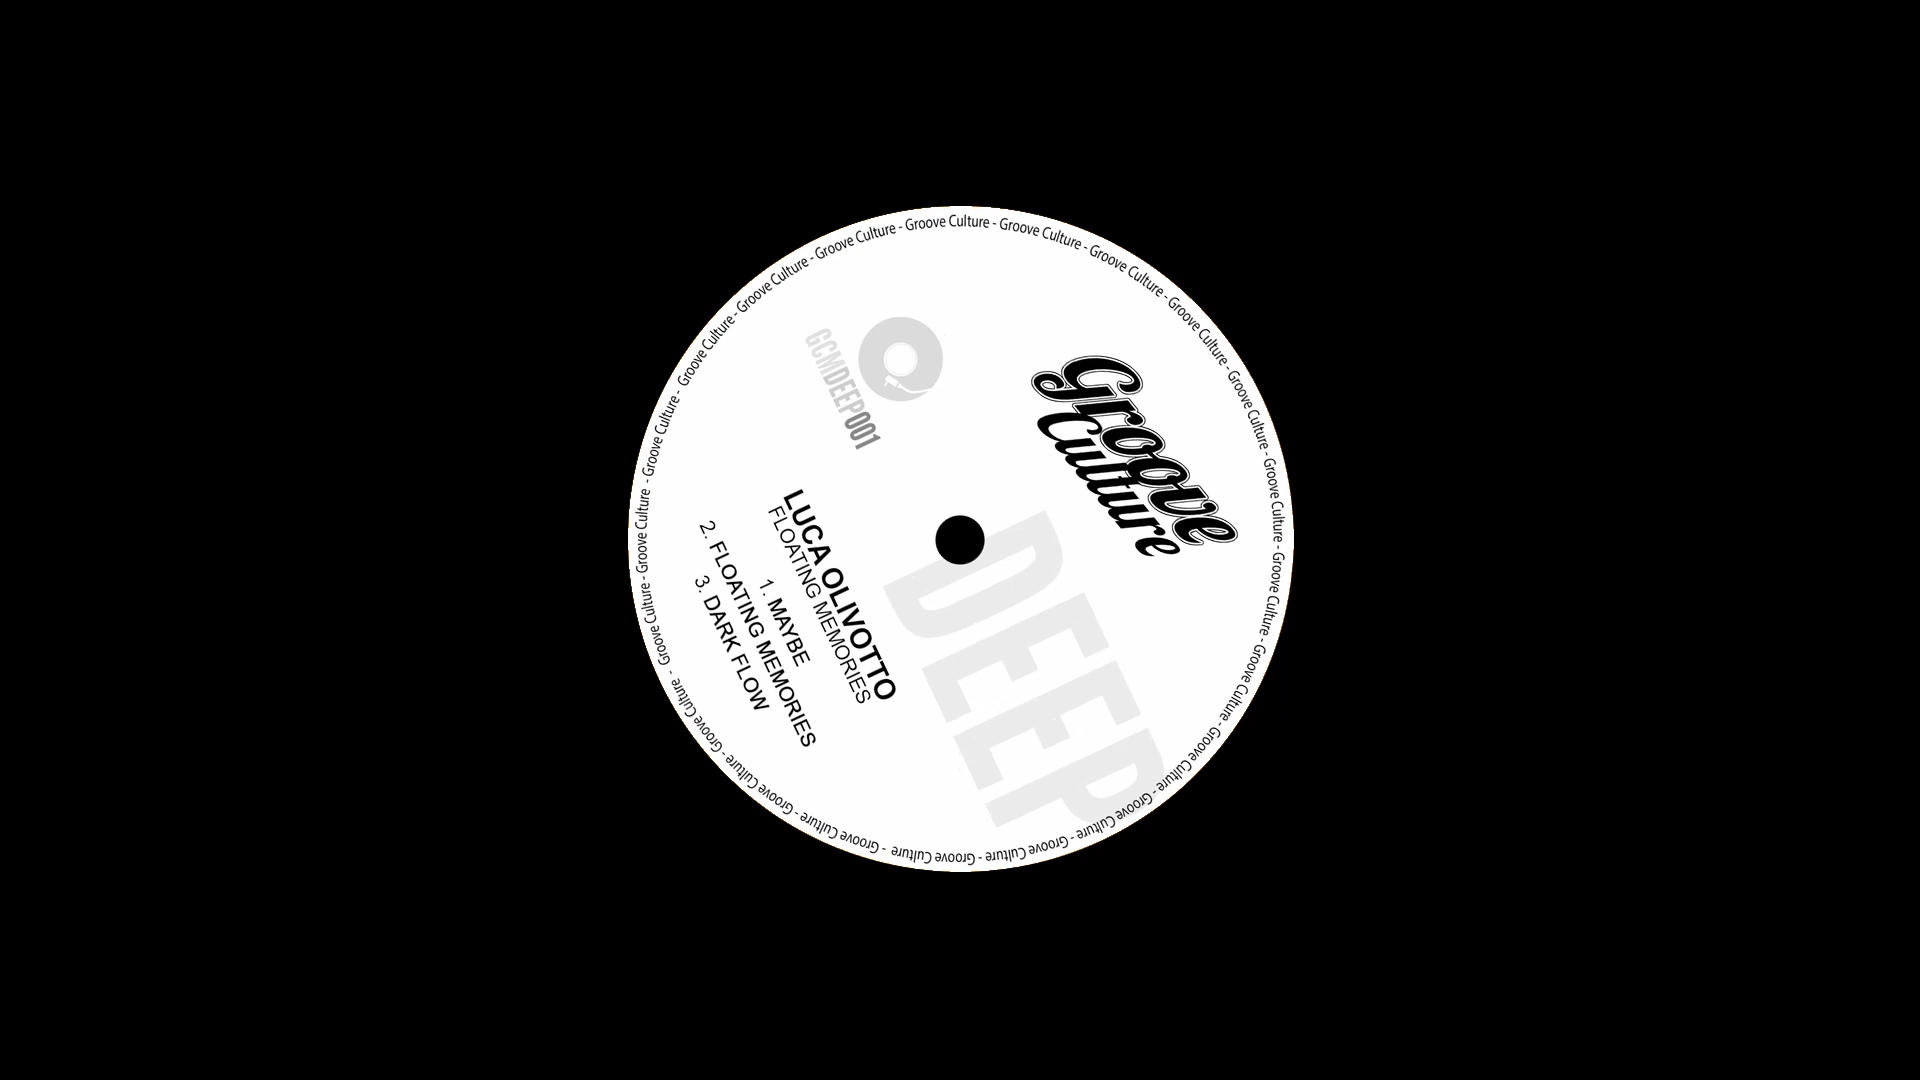 Groove
Culture
DEEP
GCMDEEP001
LUCA OLIVOTTO
FLOATING MEMORIES
1. MAYBE
2. FLOATING MEMORIES
3. DARK FLOW
Groove Culture - Groove Culture - Groove Culture - Groove Culture - Groove Culture - Groove Culture - Groove Culture - Groove Culture - Groove Culture - Groove Culture - Groove Culture - Groove Culture - Groove Culture - Groove Culture - Groove Culture - Groove Culture - Groove Culture - Groove Culture - Groove Culture - Groove Culture - Groove Culture - Groove Culture -